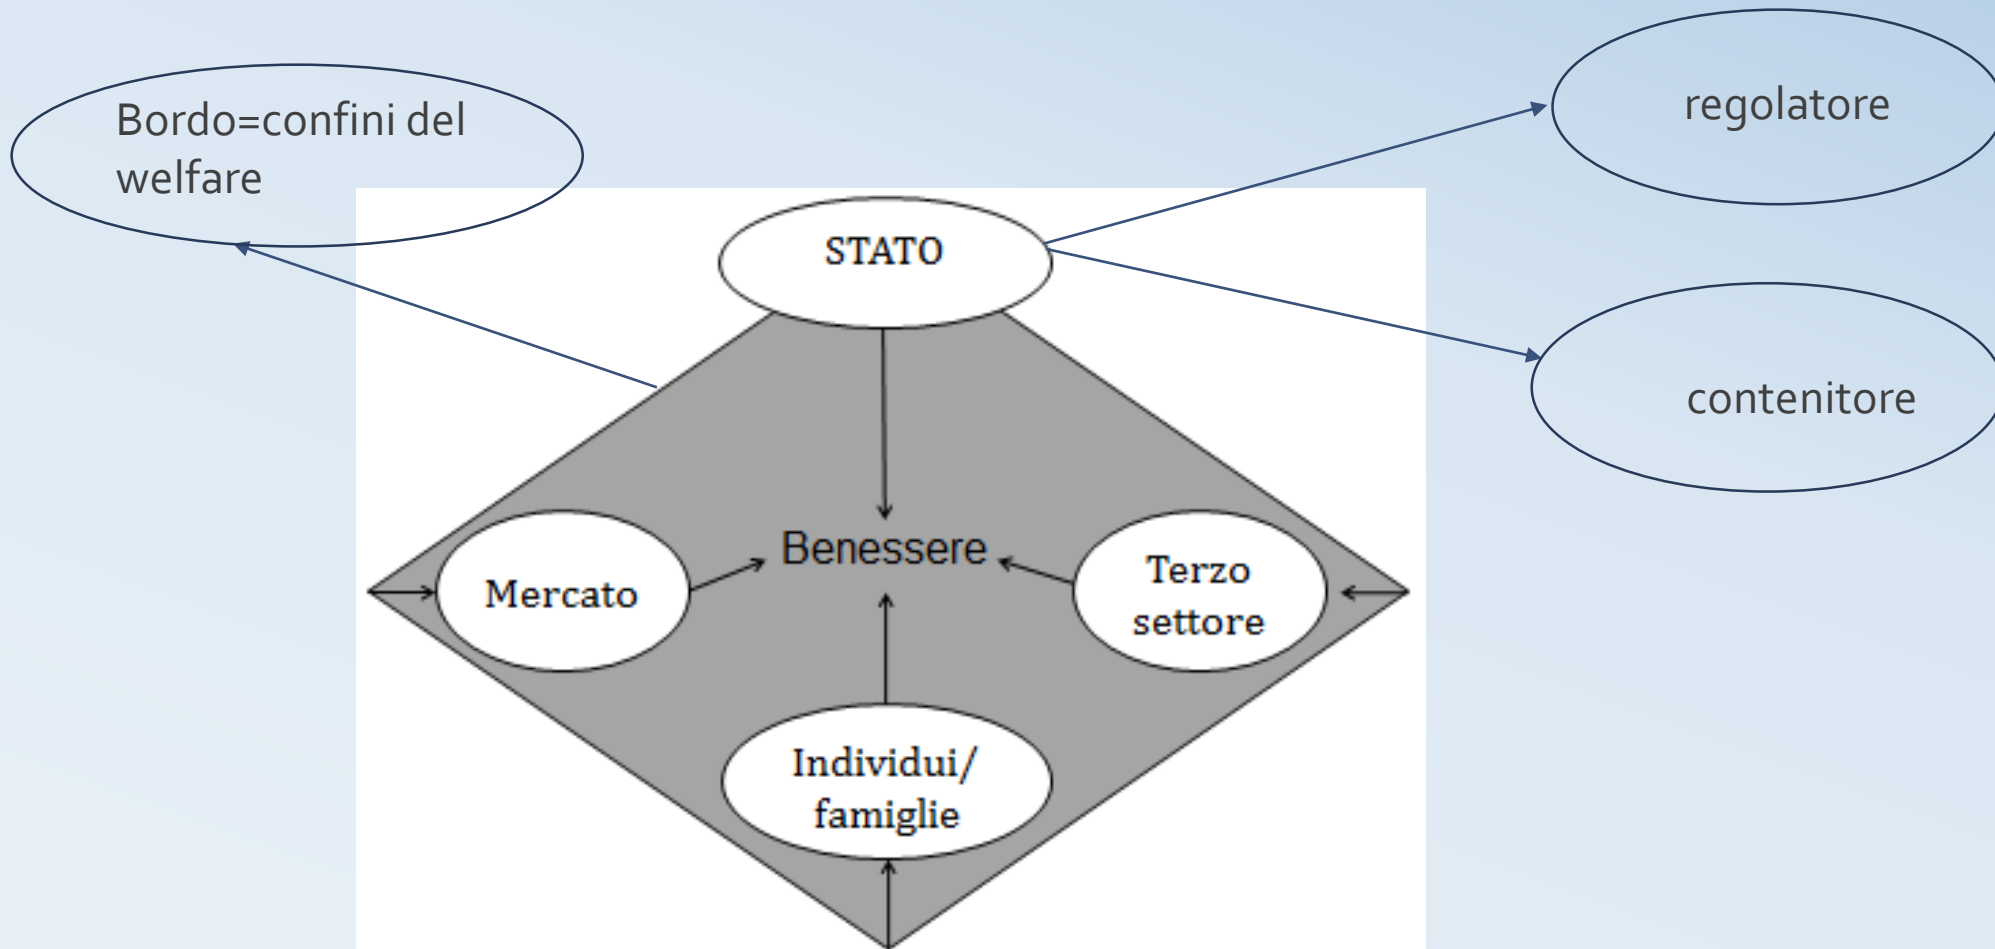 Bordo=confini del
welfare
regolatore
STATO
contenitore
Benessere
Mercato
Terzo
settore
Individui/
famiglie